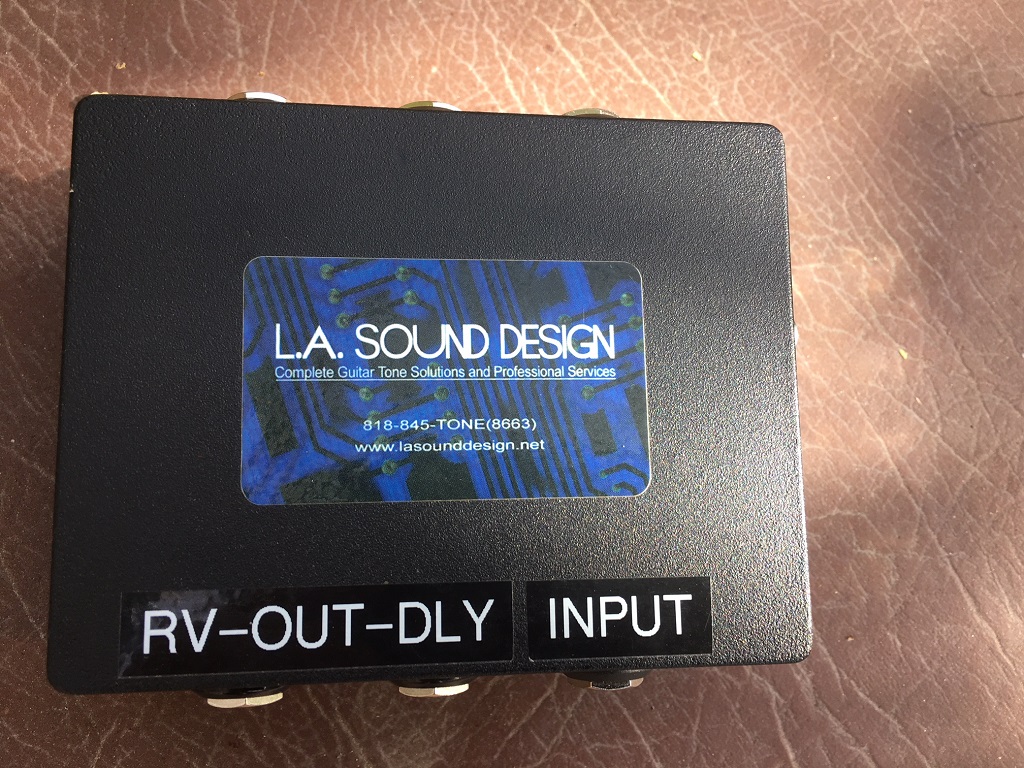 L.A. SOUND DESIGN
Complete Guitar Tone Solutions and Professional Services
818-845-TONE(8663)
www.lasounddesign.net
RV-OUT-DLY INPUT